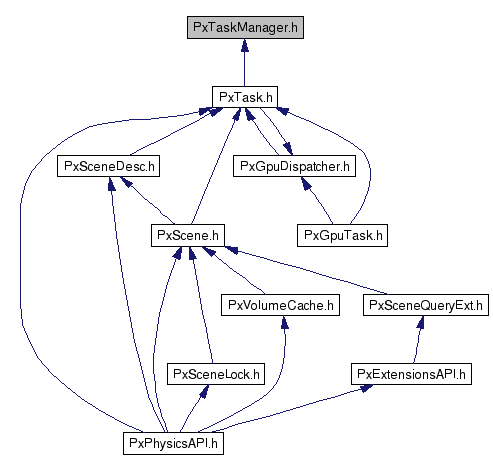 PxTaskManager.h
PxTask.h
PxSceneDesc.h
PxGpuDispatcher.h
PxScene.h
PxGpuTask.h
PxVolumeCache.h
PxSceneQueryExt.h
PxSceneLock.h
PxExtensionsAPI.h
PxPhysicsAPI.h